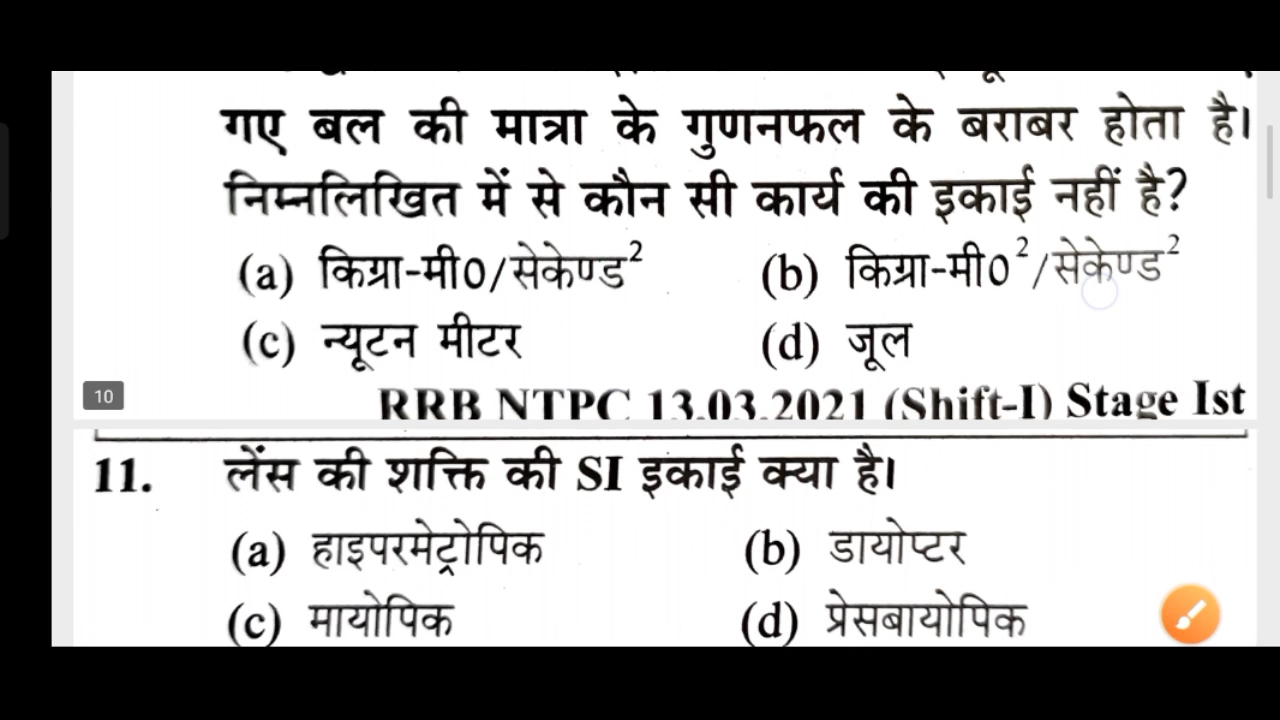 गए बल की मात्रा के गुणनफल के बराबर होता है।
निम्नलिखित में से कौन सी कार्य की इकाई नहीं है?
(a) किग्रा-मी0/सेकेण्ड² (b) किग्रा-मी0²/सेकेण्ड²
(c) न्यूटन मीटर (d) जूल
10
RRB NTPC 13.03.2021 (Shift-I) Stage Ist
11. लेंस की शक्ति की SI इकाई क्या है।
(a) हाइपरमेट्रोपिक (b) डायोप्टर
(c) मायोपिक (d) प्रेसबायोपिक